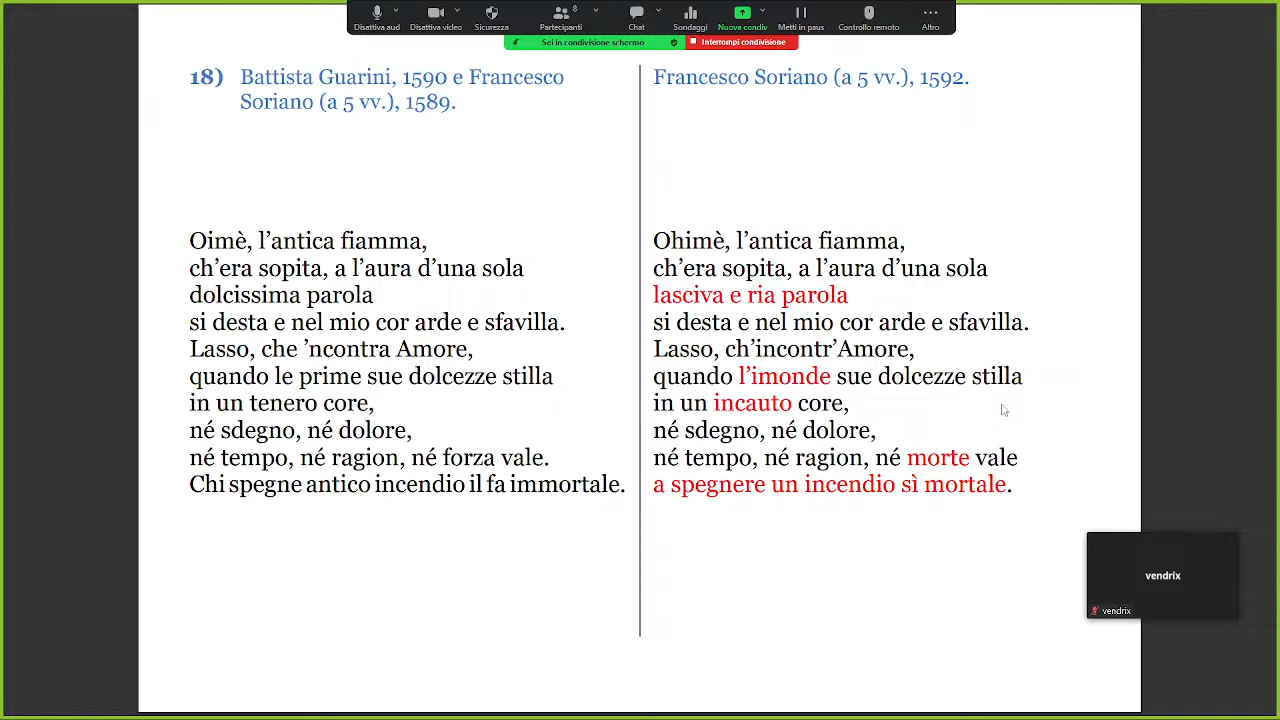 Disattiva aud
Disattiva video
Sicurezza
8
Partecipanti
Chat
Sondaggi
Nuova condiv
Metti in paus
Controllo remoto
Altro
Sei in condivisione schermo
Interrompi condivisione
18) Battista Guarini, 1590 e Francesco
Soriano (a 5 vv.), 1589.
Oimè, l’antica fiamma,
ch’era sopita, a l’aura d’una sola
dolcissima parola
si desta e nel mio cor arde e sfavilla.
Lasso, che ’ncontra Amore,
quando le prime sue dolcezze stilla
in un tenero core,
né sdegno, né dolore,
né tempo, né ragion, né forza vale.
Chi spegne antico incendio il fa immortale.
Francesco Soriano (a 5 vv.), 1592.
Ohimè, l’antica fiamma,
ch’era sopita, a l’aura d’una sola
lasciva e ria parola
si desta e nel mio cor arde e sfavilla.
Lasso, ch’incontr’Amore,
quando l’imonde sue dolcezze stilla
in un incauto core,
né sdegno, né dolore,
né tempo, né ragion, né morte vale
a spegnere un incendio sì mortale.
vendrix
vendrix